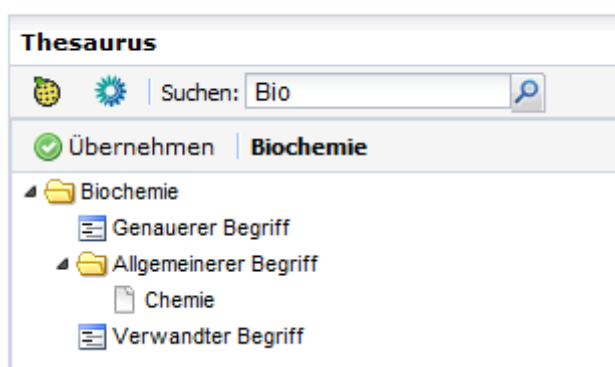 Thesaurus
Suchen: Bio
Übernehmen Biochemie
Biochemie
Genauerer Begriff
Allgemeinerer Begriff
Chemie
Verwandter Begriff